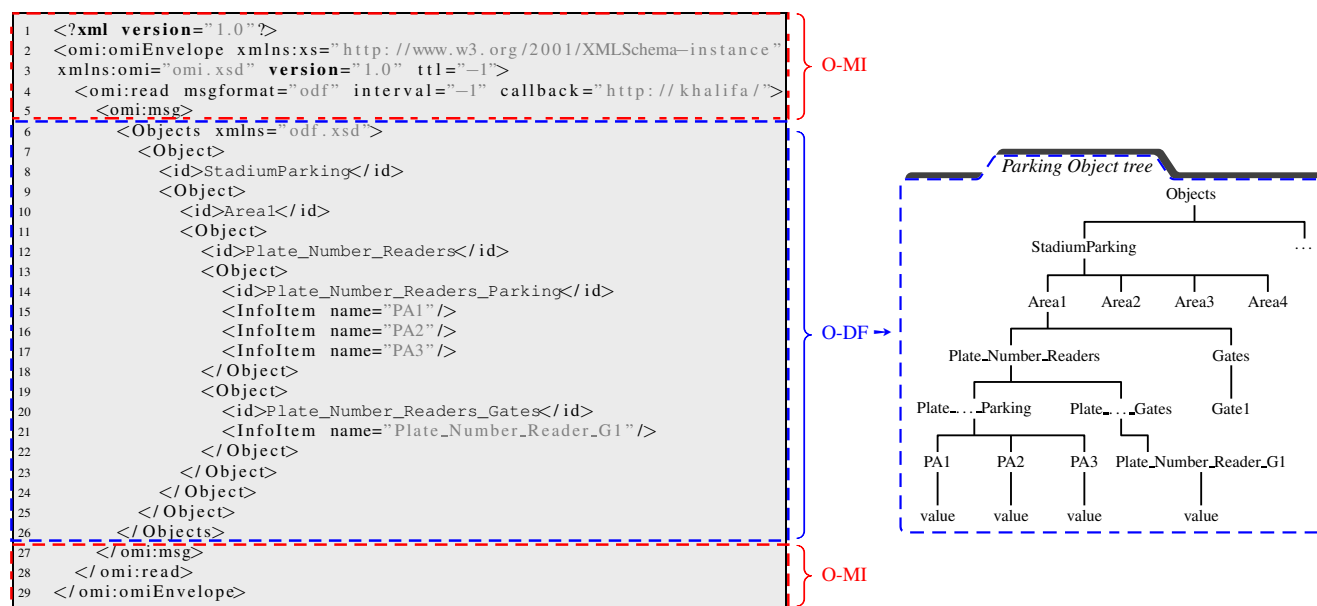 1 <?xml version="1.0"?>
2 <omi:omiEnvelope xmlns:xs="http://www.w3.org/2001/XMLSchema-instance"
3 xmlns:omi="omi.xsd" version="1.0" ttl="-1">
4 <omi:read msgformat="odf" interval="-1" callback="http://khalifa/">
5 <omi:msg>
O-MI
6 <Objects xmlns="odf.xsd">
7 <Object>
8 <id>StadiumParking</id>
9 <Object>
10 <id>Area1</id>
11 <Object>
12 <id>Plate_Number_Readers</id>
13 <Object>
14 <id>Plate_Number_Readers_Parking</id>
15 <InfoItem name="PA1"/>
16 <InfoItem name="PA2"/>
17 <InfoItem name="PA3"/>
18 </Object>
19 <Object>
20 <id>Plate_Number_Readers_Gates</id>
21 <InfoItem name="Plate_Number_Reader_G1"/>
22 </Object>
23 </Object>
24 </Object>
25 </Object>
26 </Objects>
O-DF
27 </omi:msg>
28 </omi:read>
29 </omi:omiEnvelope>
O-MI
Parking Object tree
Objects
StadiumParking ...
Area1 Area2 Area3 Area4
Plate_Number_Readers Gates
Plate_..._Parking Plate_..._Gates Gate1
PA1 PA2 PA3 Plate_Number_Reader_G1
value value value value